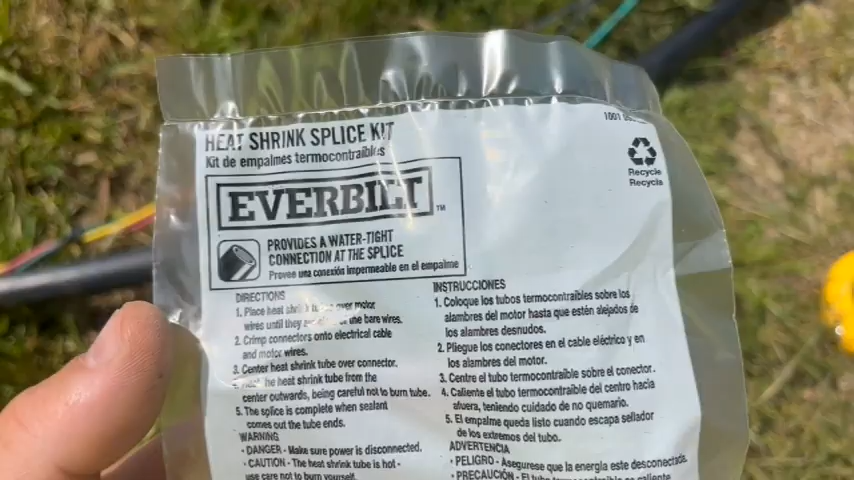 HEAT SHRINK SPLICE KIT
Kit de empalmes termocontraíbles
1001
Recycle
Recycla
EVERBILT™
PROVIDES A WATER-TIGHT
CONNECTION AT THE SPLICE
Provee una conexión impermeable en el empalme
DIRECTIONS
1. Place heat over motor
wires until they the bare wires.
2. Crimp connectors onto electrical cable
and motor wires.
3. Center heat shrink tube over connector.
he heat shrink tube from the
center outwards, being careful not to burn tube.
5. The splice is complete when sealant
comes out the tube ends.
WARNING
· DANGER - Make sure power is disconnected.
· CAUTION - The heat shrink tube is hot -
use care not to burn yourself.
INSTRUCCIONES
1. Coloque los tubos termocontraíbles sobre los
alambres del motor hasta que estén alejados de
los alambres desnudos.
2. Pliegue los conectores en el cable eléctrico y en
los alambres del motor.
3. Centre el tubo termocontraíble sobre el conector.
4. Caliente el tubo termocontraíble del centro hacia
afuera, teniendo cuidado de no quemarlo.
5. El empalme queda listo cuando escapa sellador
de los extremos del tubo.
ADVERTENCIA
· PELIGRO - Asegurese que la energía este desconectada.
· PRECAUCIÓN - El tubo termocontraíble es caliente